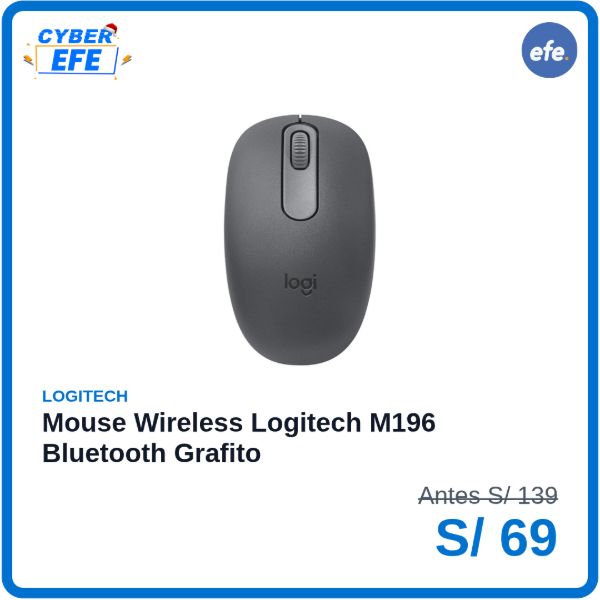 CYBER
EFE
efe.
logi
LOGITECH
Mouse Wireless Logitech M196
Bluetooth Grafito
Antes S/ 139
S/ 69